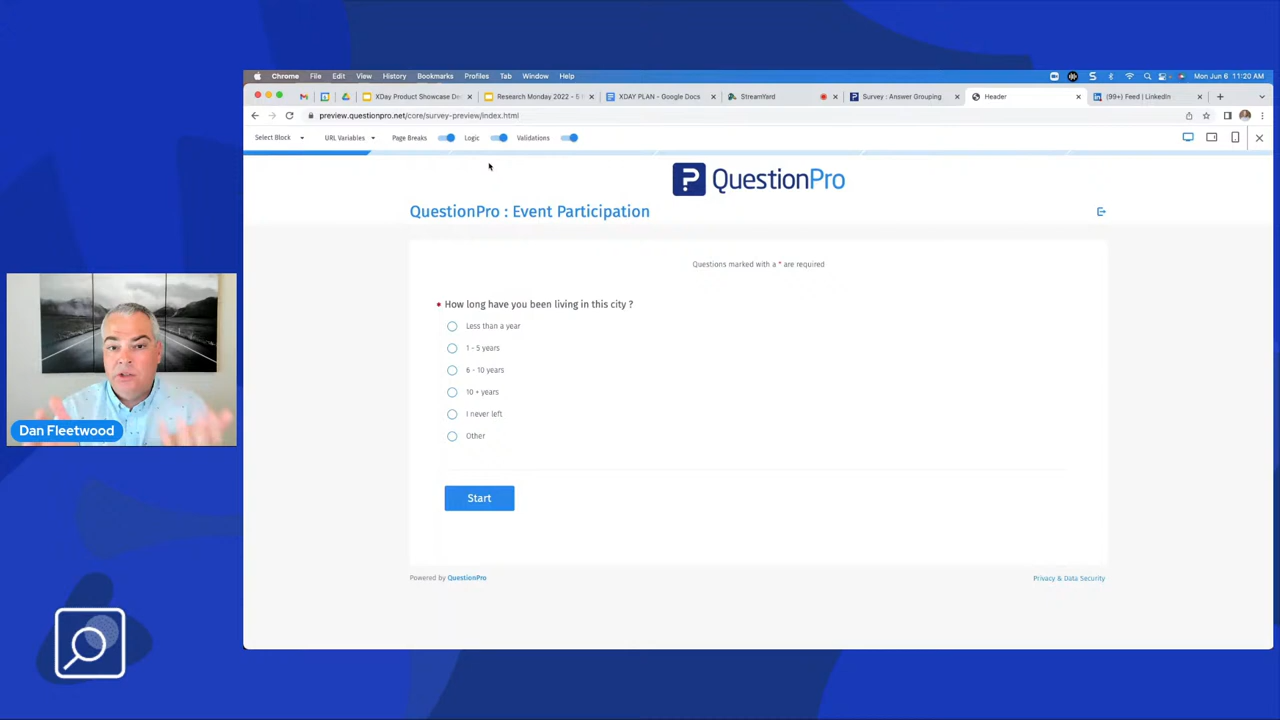 Chrome File Edit View History Bookmarks Profiles Tab Window Help
Mon Jun 6 11:20 AM
XDay Product Showcase De
Research Monday 2022 - 5
XDAY PLAN - Google Docs
StreamYard
Survey : Answer Grouping
Header
(99+) Feed | LinkedIn
preview.questionpro.net/core/survey-preview/index.html
Select Block URL Variables Page Breaks Logic Validations
QuestionPro
QuestionPro : Event Participation
Questions marked with a * are required
How long have you been living in this city ?
Less than a year
1 - 5 years
6 - 10 years
10 + years
I never left
Other
Start
Powered by QuestionPro
Privacy & Data Security
Dan Fleetwood